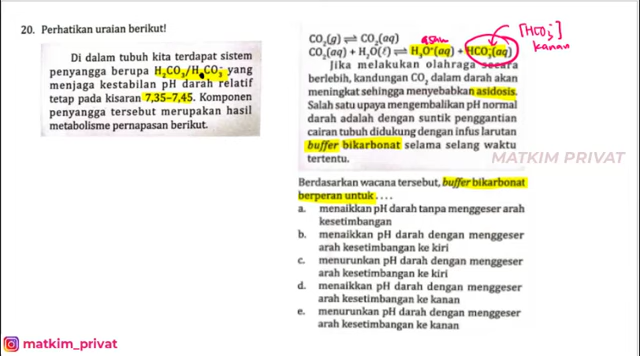 20. Perhatikan uraian berikut!
Di dalam tubuh kita terdapat sistem
penyangga berupa H₂CO₃/H₂CO₃⁻ yang
menjaga kestabilan pH darah relatif
tetap pada kisaran 7,35–7,45. Komponen
penyangga tersebut merupakan hasil
metabolisme pernapasan berikut.
CO₂(g) ⇌ CO₂(aq)
CO₂(aq) + H₂O(ℓ) ⇌ H₃O⁺(aq) + HCO₃⁻(aq)
asam
[HCO₃⁻]
kanan
Jika melakukan olahraga secara
berlebih, kandungan CO₂ dalam darah akan
meningkat sehingga menyebabkan asidosis.
Salah satu upaya mengembalikan pH normal
darah adalah dengan suntik penggantian
cairan tubuh didukung dengan infus larutan
buffer bikarbonat selama selang waktu
tertentu.
MATKIM PRIVAT
Berdasarkan wacana tersebut, buffer bikarbonat
berperan untuk . . . .
a. menaikkan pH darah tanpa menggeser arah
kesetimbangan
b. menaikkan pH darah dengan menggeser
arah kesetimbangan ke kiri
c. menurunkan pH darah dengan menggeser
arah kesetimbangan ke kiri
d. menaikkan pH darah dengan menggeser
arah kesetimbangan ke kanan
e. menurunkan pH darah dengan menggeser
arah kesetimbangan ke kanan
matkim_privat